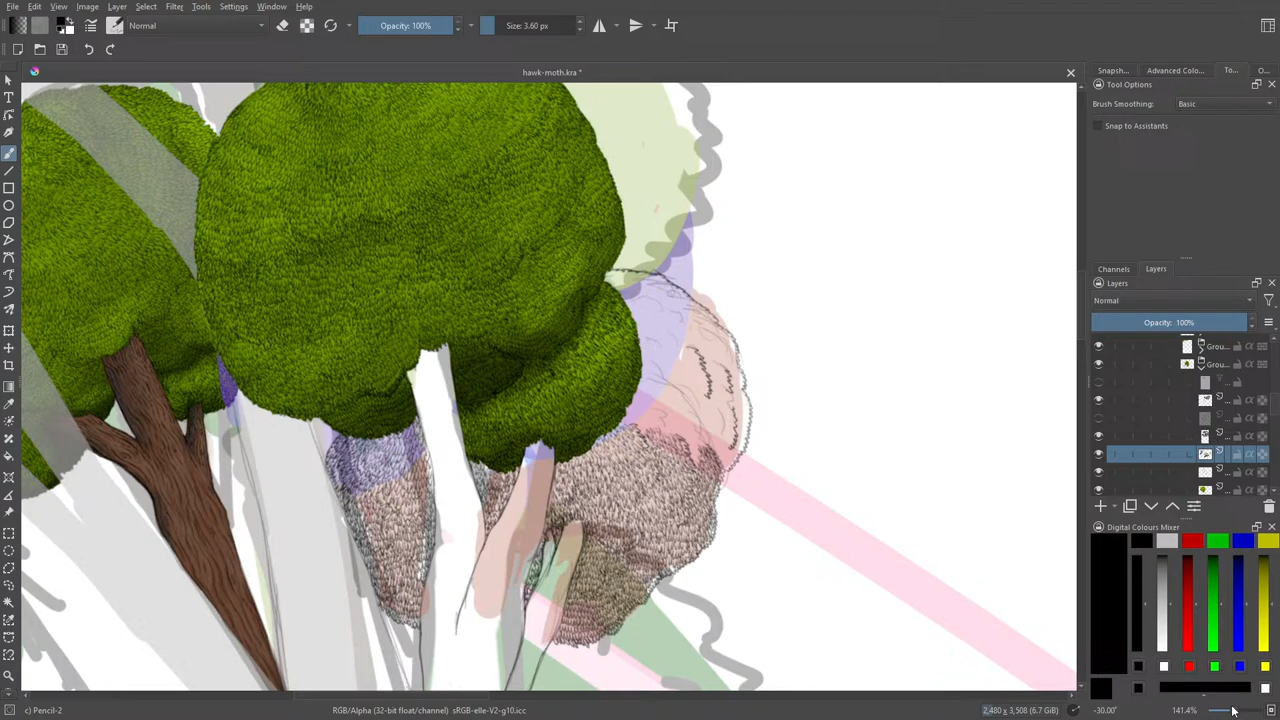 File Edit View Image Layer Select Filter Tools Settings Window Help
Normal Opacity: 100% Size: 3.60 px
hawk-moth.kra *
Snapsh... Advanced Colo... To... O...
Tool Options
Brush Smoothing: Basic
Snap to Assistants
Channels Layers
Layers
Normal
Opacity: 100%
Grou...
Grou...
Digital Colours Mixer
c) Pencil-2 RGB/Alpha (32-bit float/channel) sRGB-elle-V2-g10.icc 2,480 x 3,508 (6.7 GiB) -30.00° 141.4%